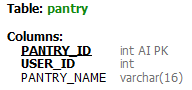 Table: pantry
Columns:
PANTRY_ID int AI PK
USER_ID int
PANTRY_NAME varchar(16)